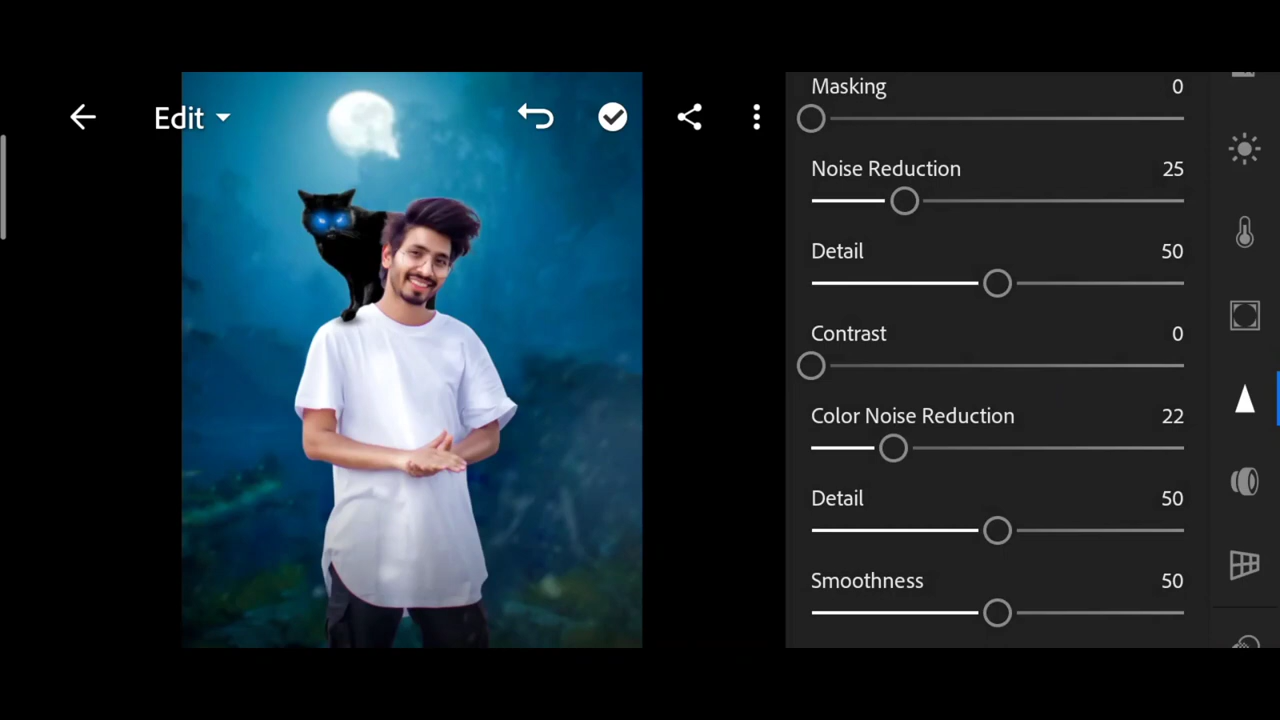 Edit
Masking 0
Noise Reduction 25
Detail 50
Contrast 0
Color Noise Reduction 22
Detail 50
Smoothness 50